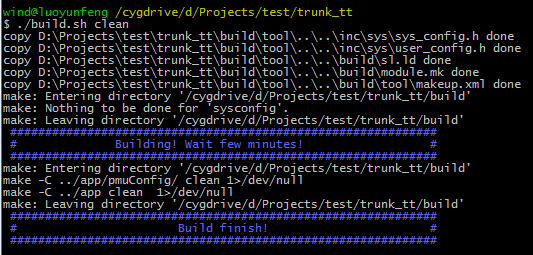 wind@luoyunfeng /cygdrive/d/Projects/test/trunk_tt
$ ./build.sh clean
copy D:\Projects\test\trunk_tt\build\tool\..\..\inc\sys\sys_config.h done
copy D:\Projects\test\trunk_tt\build\tool\..\..\inc\sys\user_config.h done
copy D:\Projects\test\trunk_tt\build\tool\..\..\build\sl.ld done
copy D:\Projects\test\trunk_tt\build\tool\..\..\build\module.mk done
copy D:\Projects\test\trunk_tt\build\tool\..\..\build\tool\makeup.xml done
make: Entering directory '/cygdrive/d/Projects/test/trunk_tt/build'
make: Nothing to be done for 'sysconfig'.
make: Leaving directory '/cygdrive/d/Projects/test/trunk_tt/build'
#############################################################
# Building! Wait few minutes! #
#############################################################
make: Entering directory '/cygdrive/d/Projects/test/trunk_tt/build'
make -C ../app/pmuConfig/ clean 1>/dev/null
make -C ../app clean 1>/dev/null
make: Leaving directory '/cygdrive/d/Projects/test/trunk_tt/build'
#############################################################
# Build finish! #
#############################################################